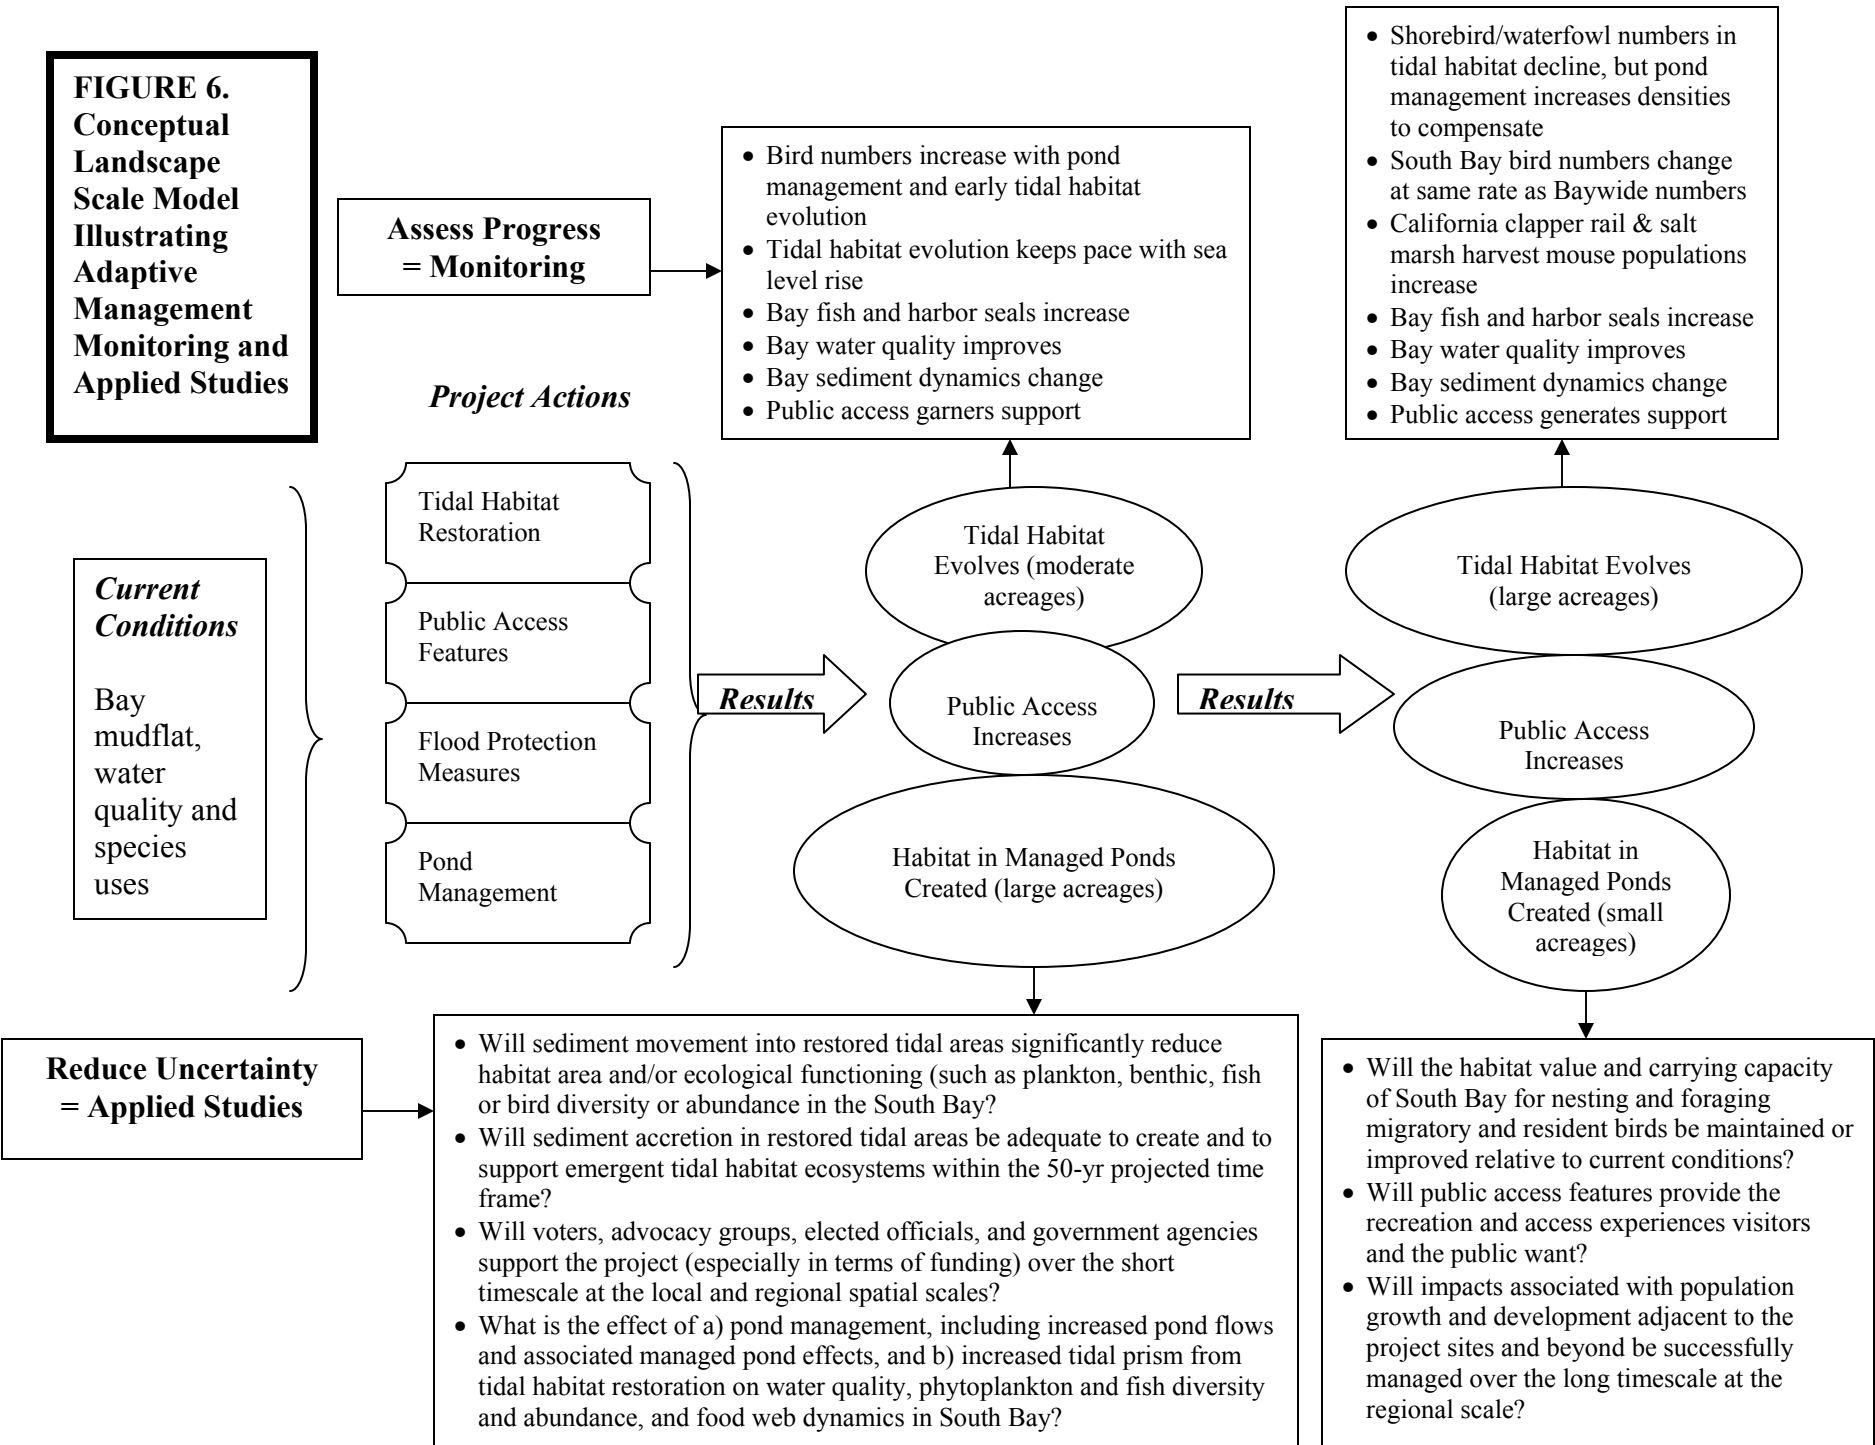 FIGURE 6.
Conceptual
Landscape
Scale Model
Illustrating
Adaptive
Management
Monitoring and
Applied Studies
Assess Progress
= Monitoring
• Bird numbers increase with pond
management and early tidal habitat
evolution
• Tidal habitat evolution keeps pace with sea
level rise
• Bay fish and harbor seals increase
• Bay water quality improves
• Bay sediment dynamics change
• Public access garners support
• Shorebird/waterfowl numbers in
tidal habitat decline, but pond
management increases densities
to compensate
• South Bay bird numbers change
at same rate as Baywide numbers
• California clapper rail & salt
marsh harvest mouse populations
increase
• Bay fish and harbor seals increase
• Bay water quality improves
• Bay sediment dynamics change
• Public access generates support
Current
Conditions
Bay
mudflat,
water
quality and
species
uses
Project Actions
Tidal Habitat
Restoration
Public Access
Features
Flood Protection
Measures
Pond
Management
Results
Tidal Habitat
Evolves (moderate
acreages)
Public Access
Increases
Habitat in Managed Ponds
Created (large acreages)
Results
Tidal Habitat Evolves
(large acreages)
Public Access
Increases
Habitat in
Managed Ponds
Created (small
acreages)
Reduce Uncertainty
= Applied Studies
• Will sediment movement into restored tidal areas significantly reduce
habitat area and/or ecological functioning (such as plankton, benthic, fish
or bird diversity or abundance in the South Bay?
• Will sediment accretion in restored tidal areas be adequate to create and to
support emergent tidal habitat ecosystems within the 50-yr projected time
frame?
• Will voters, advocacy groups, elected officials, and government agencies
support the project (especially in terms of funding) over the short
timescale at the local and regional spatial scales?
• What is the effect of a) pond management, including increased pond flows
and associated managed pond effects, and b) increased tidal prism from
tidal habitat restoration on water quality, phytoplankton and fish diversity
and abundance, and food web dynamics in South Bay?
• Will the habitat value and carrying capacity
of South Bay for nesting and foraging
migratory and resident birds be maintained or
improved relative to current conditions?
• Will public access features provide the
recreation and access experiences visitors
and the public want?
• Will impacts associated with population
growth and development adjacent to the
project sites and beyond be successfully
managed over the long timescale at the
regional scale?